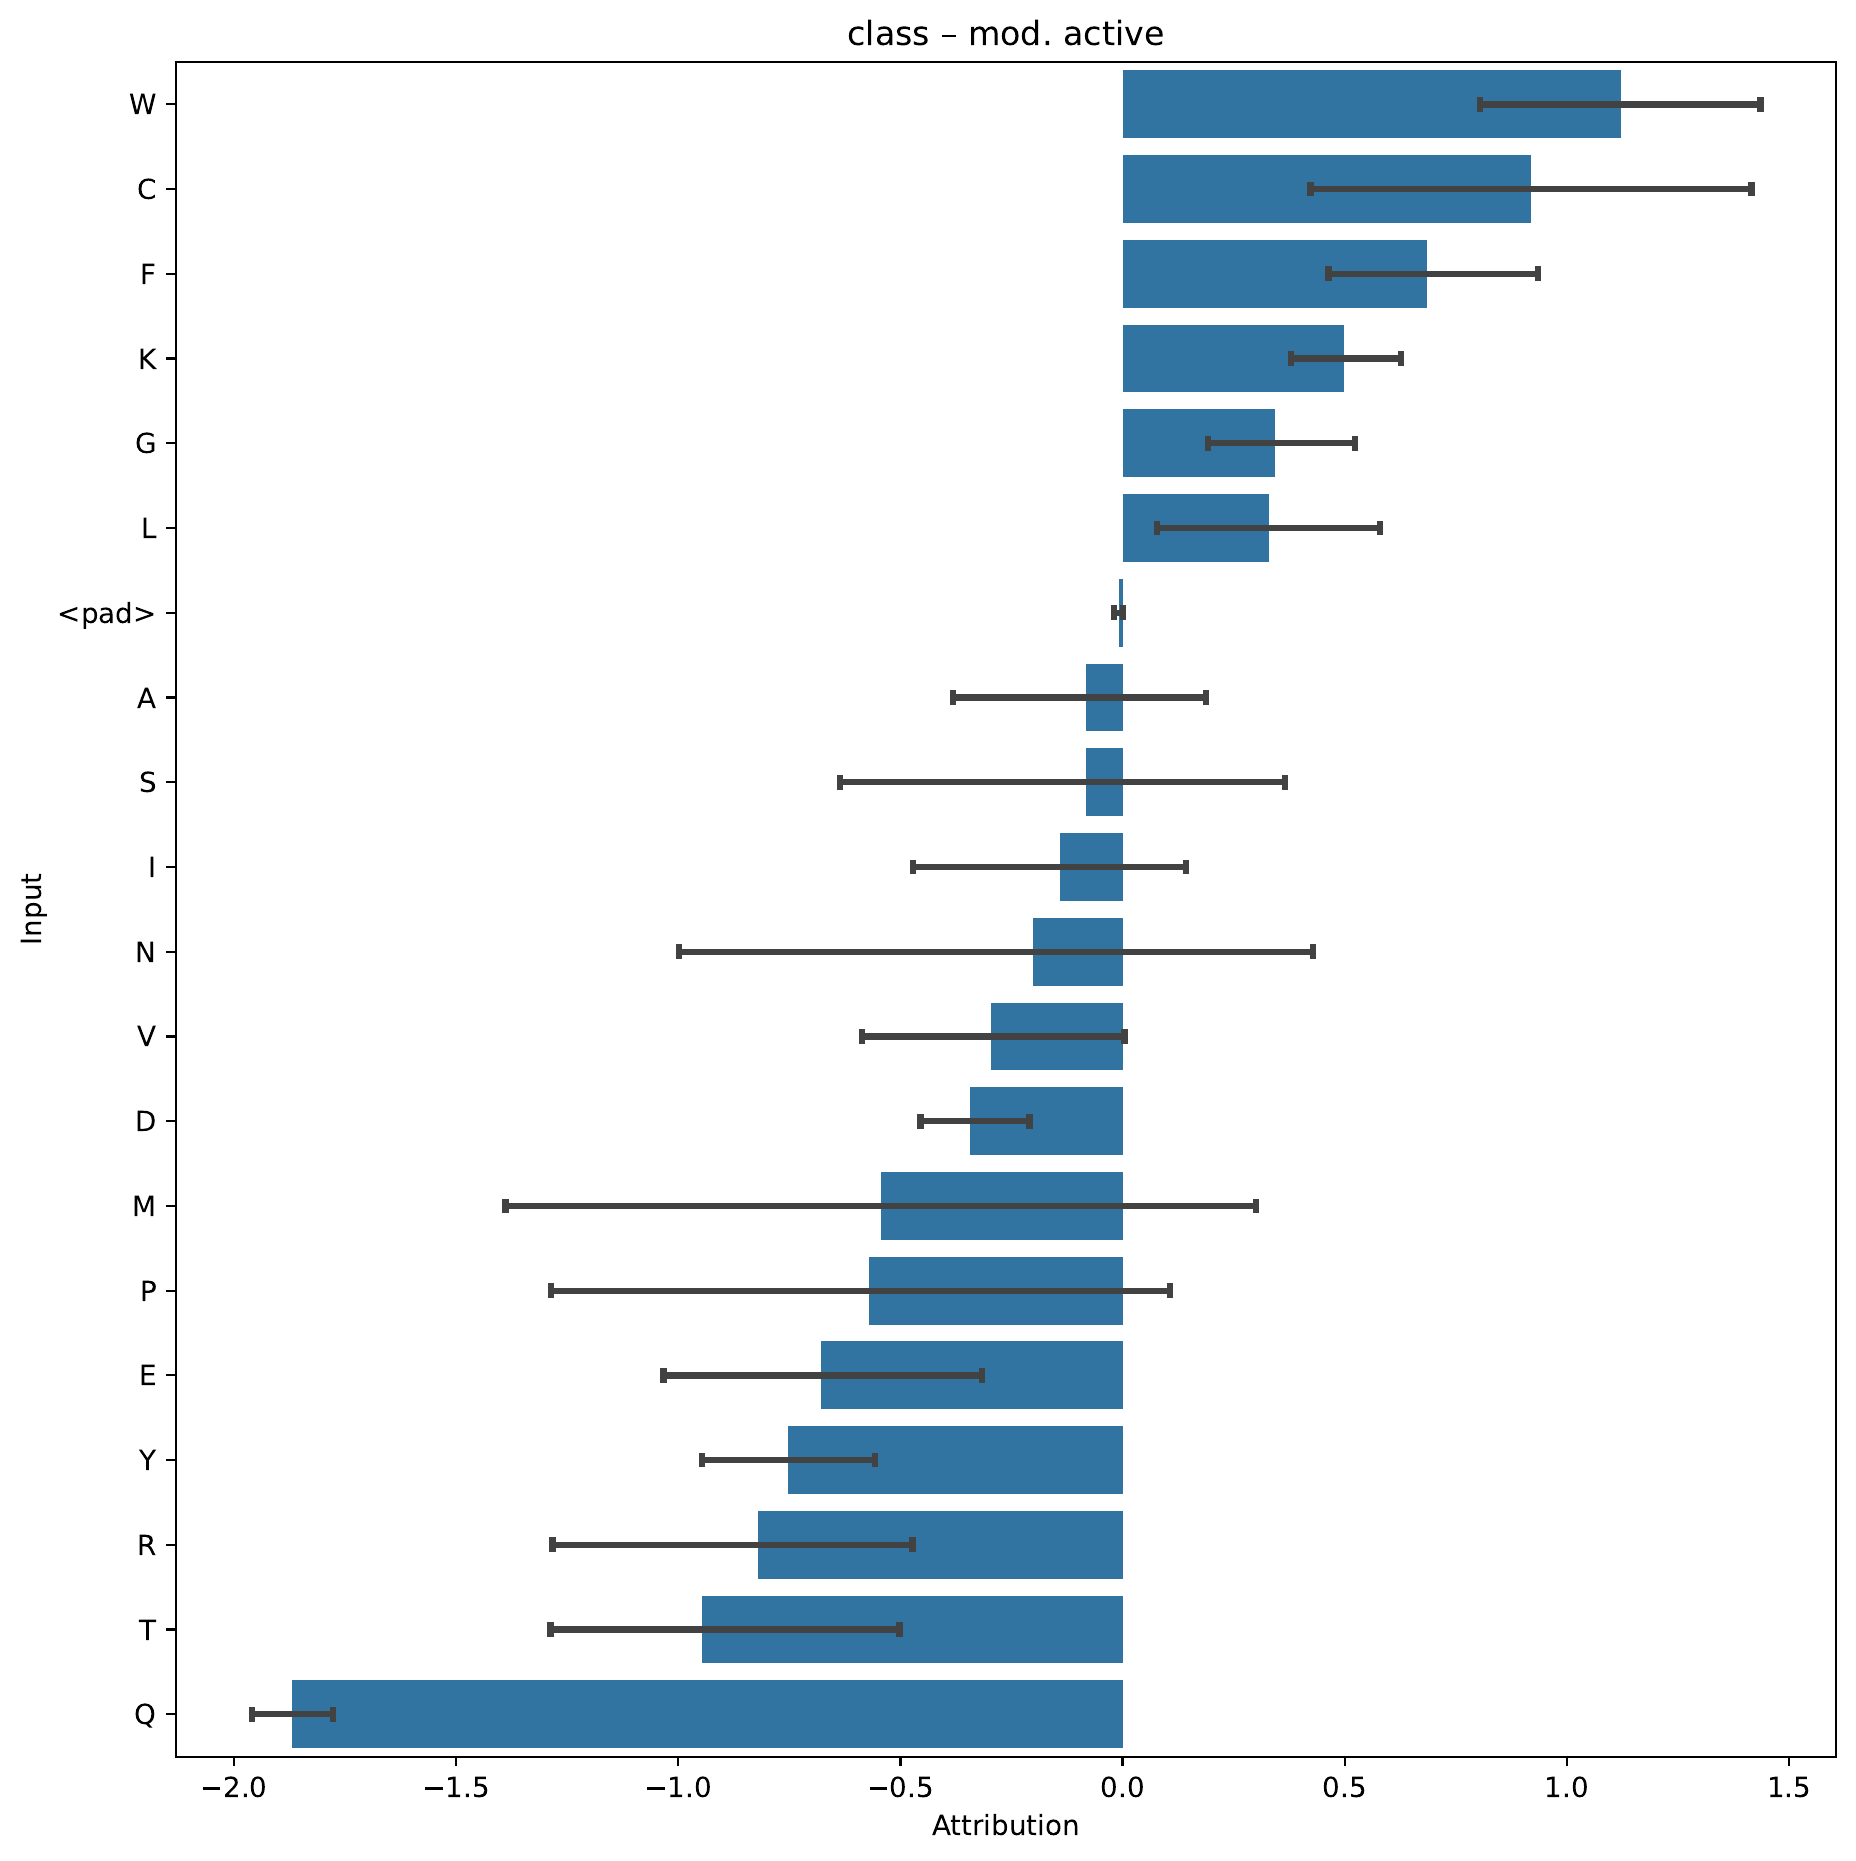 class – mod. active
W
C
F
K
G
L
<pad>
A
S
I
N
V
D
M
P
E
Y
R
T
Q
Input
−2.0 −1.5 −1.0 −0.5 0.0 0.5 1.0 1.5
Attribution